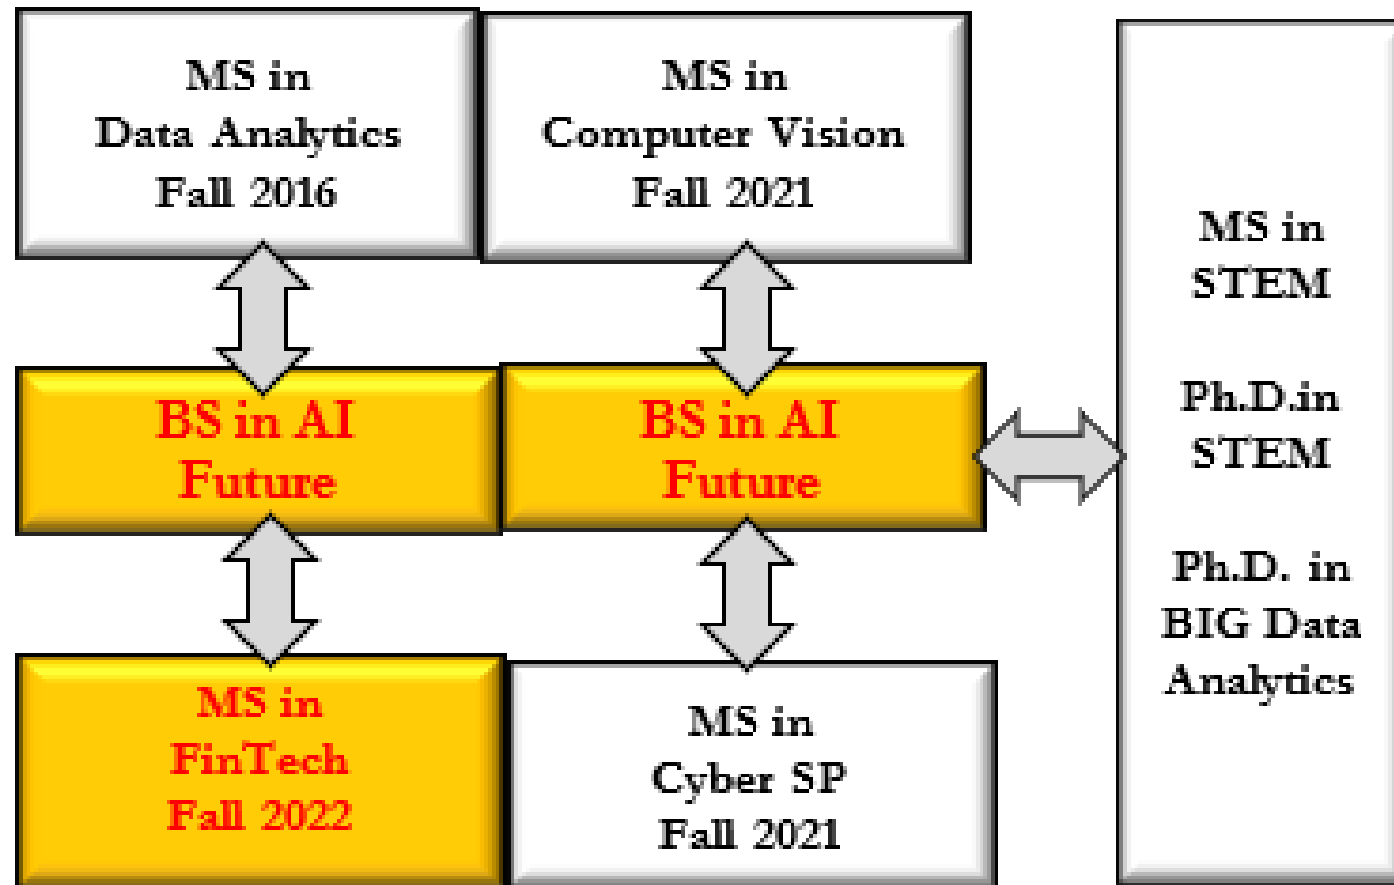 MS in
Data Analytics
Fall 2016
MS in
Computer Vision
Fall 2021
BS in AI
Future
BS in AI
Future
MS in
FinTech
Fall 2022
MS in
Cyber SP
Fall 2021
MS in
STEM
Ph.D.in
STEM
Ph.D. in
BIG Data
Analytics